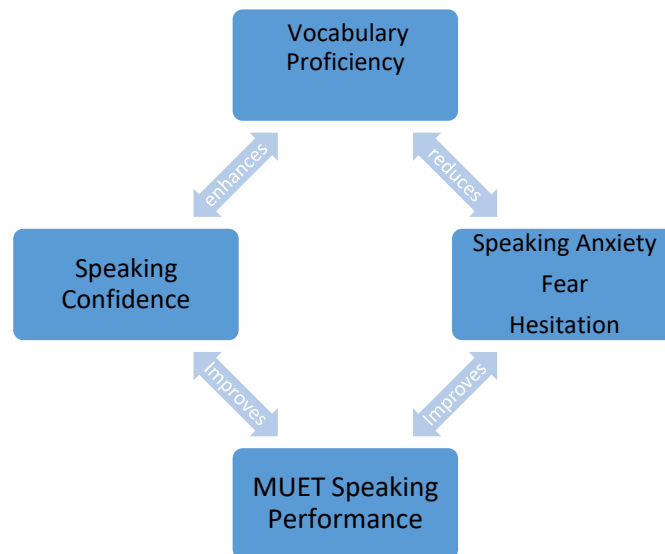 Vocabulary
Proficiency
enhances
reduces
Speaking
Confidence
Speaking Anxiety
Fear
Hesitation
Improves
Improves
MUET Speaking
Performance